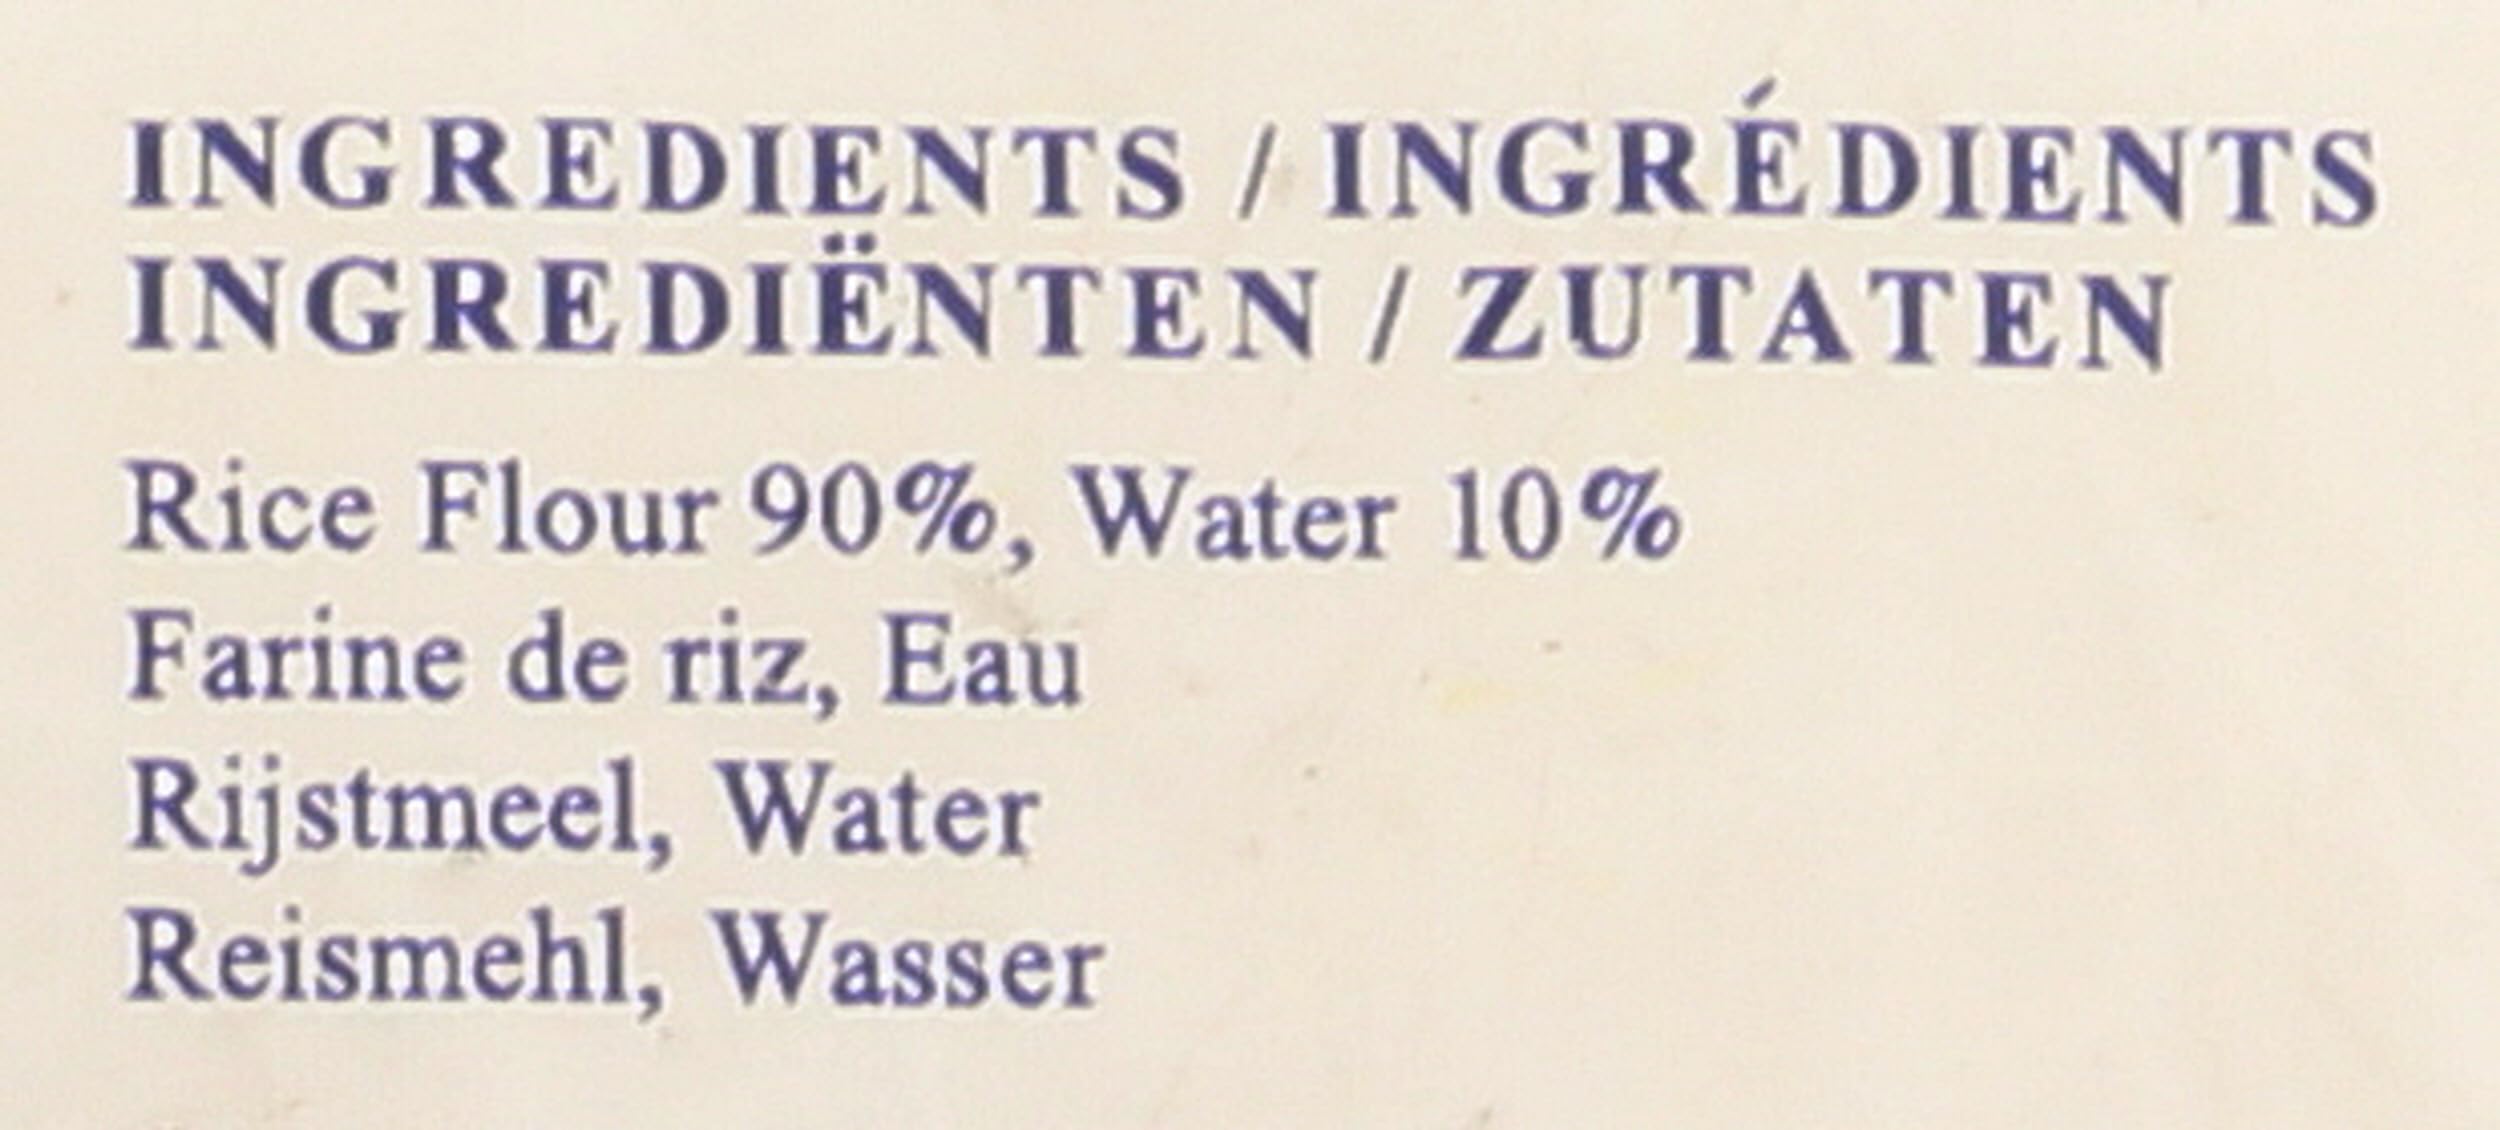 INGREDIENTS / INGRÉDIENTS
INGREDIËNTEN / ZUTATEN
Rice Flour 90%, Water 10%
Farine de riz, Eau
Rijstmeel, Water
Reismehl, Wasser